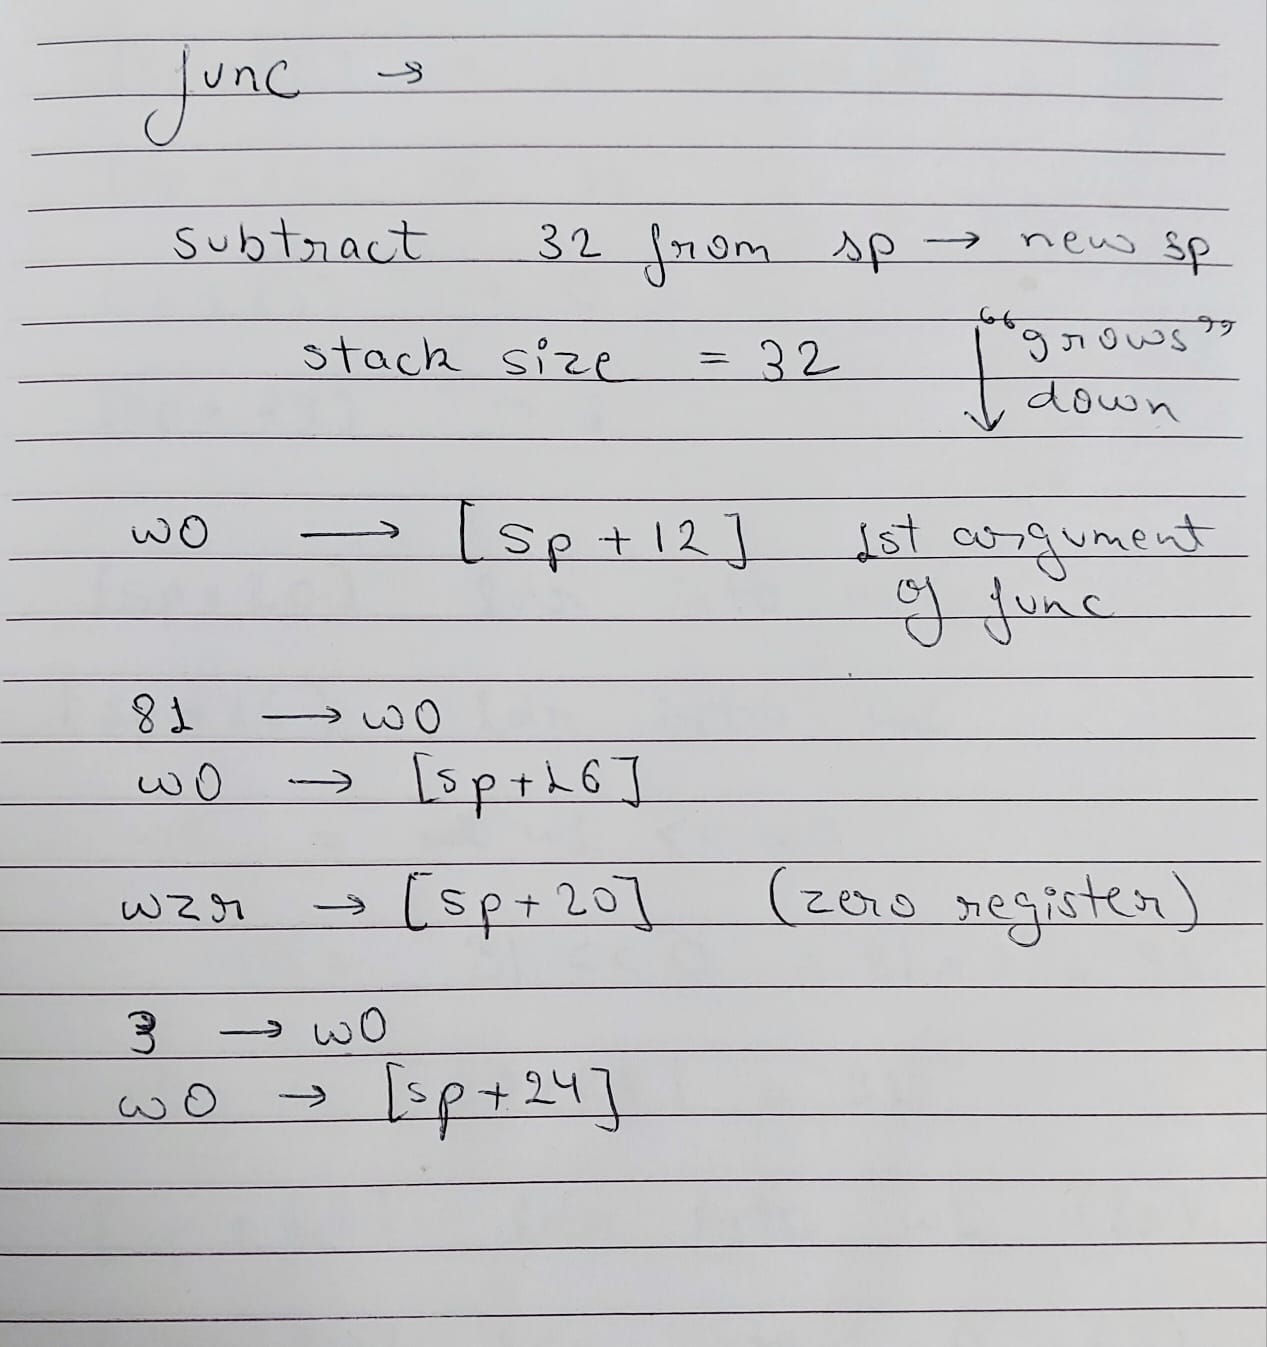 func →
subtract 32 from sp → new sp
stack size = 32 ↓ "grows"
down
w0 → [sp+12] 1st argument
of func
81 → w0
w0 → [sp+16]
wzr → [sp+20] (zero register)
3 → w0
w0 → [sp+24]